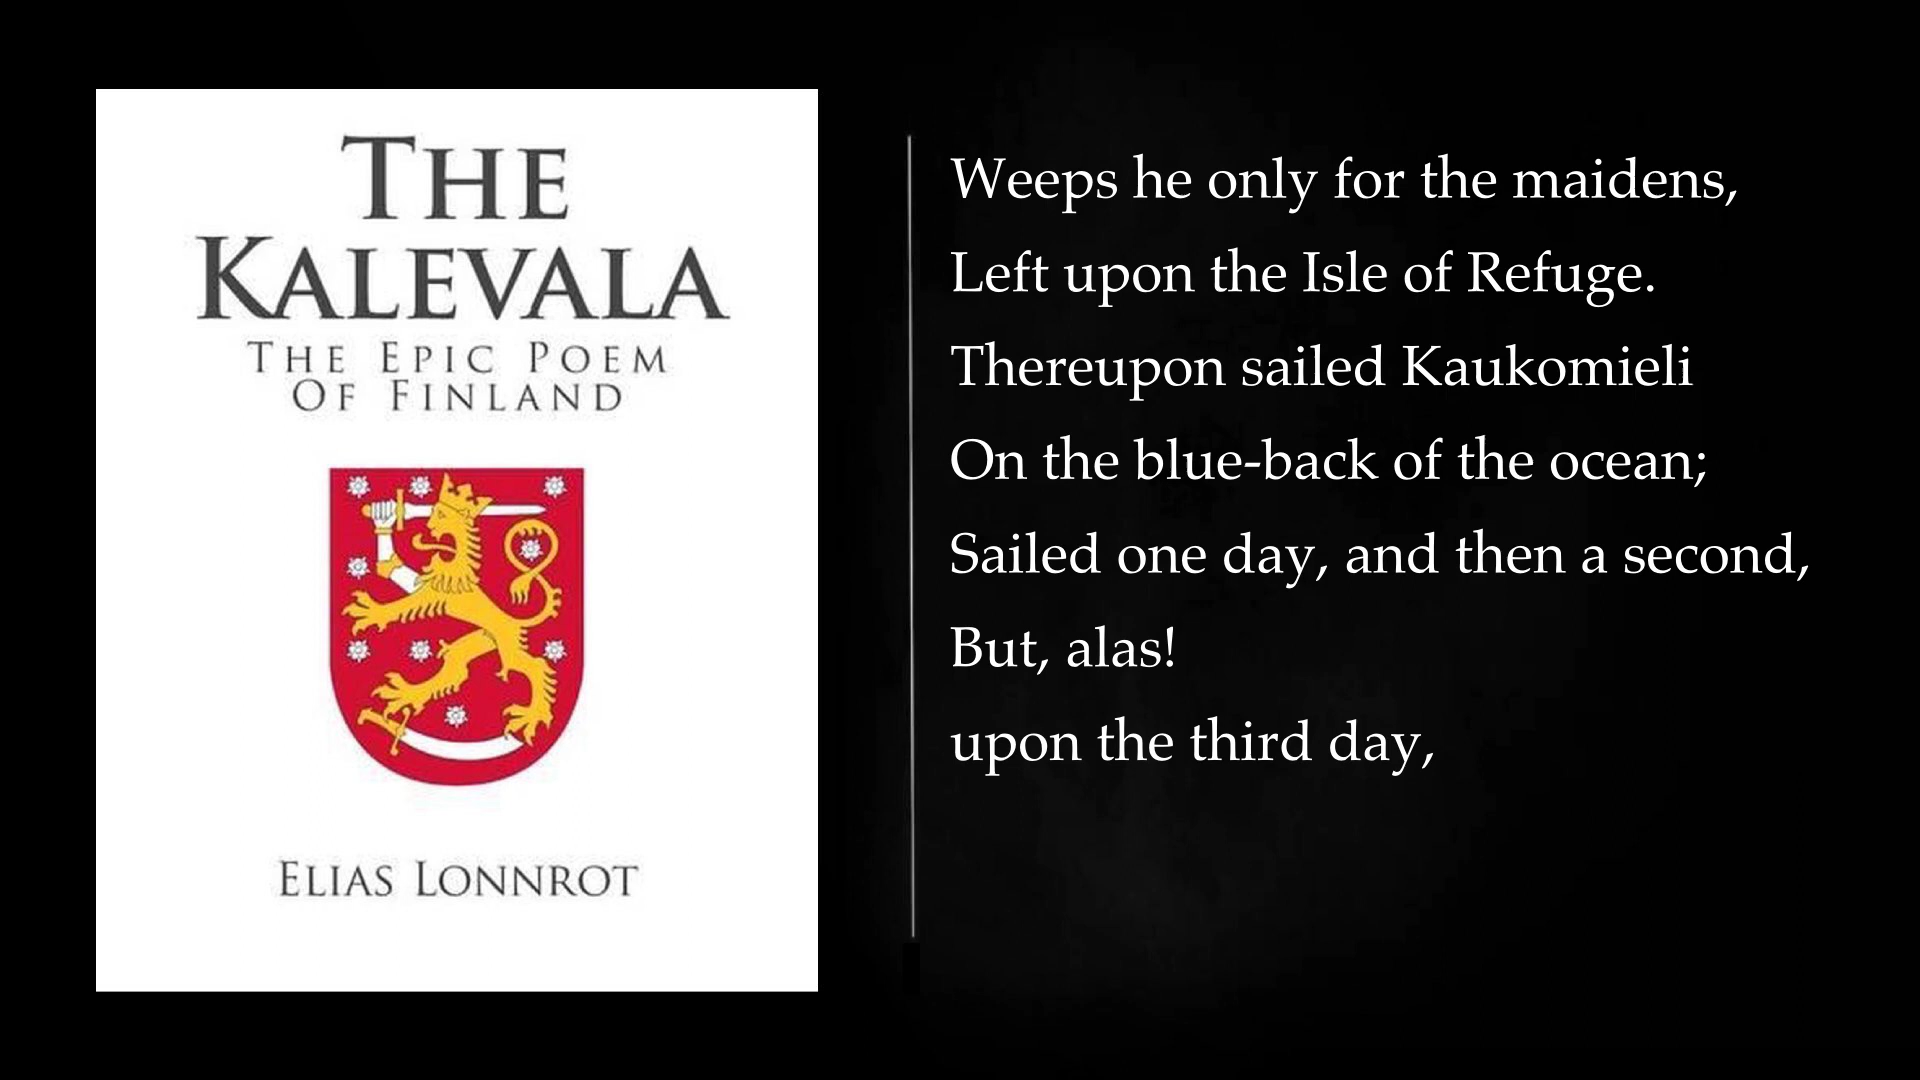 THE
KALEVALA
THE EPIC POEM
OF FINLAND
ELIAS LONNROT
Weeps he only for the maidens,
Left upon the Isle of Refuge.
Thereupon sailed Kaukomieli
On the blue-back of the ocean;
Sailed one day, and then a second,
But, alas!
upon the third day,